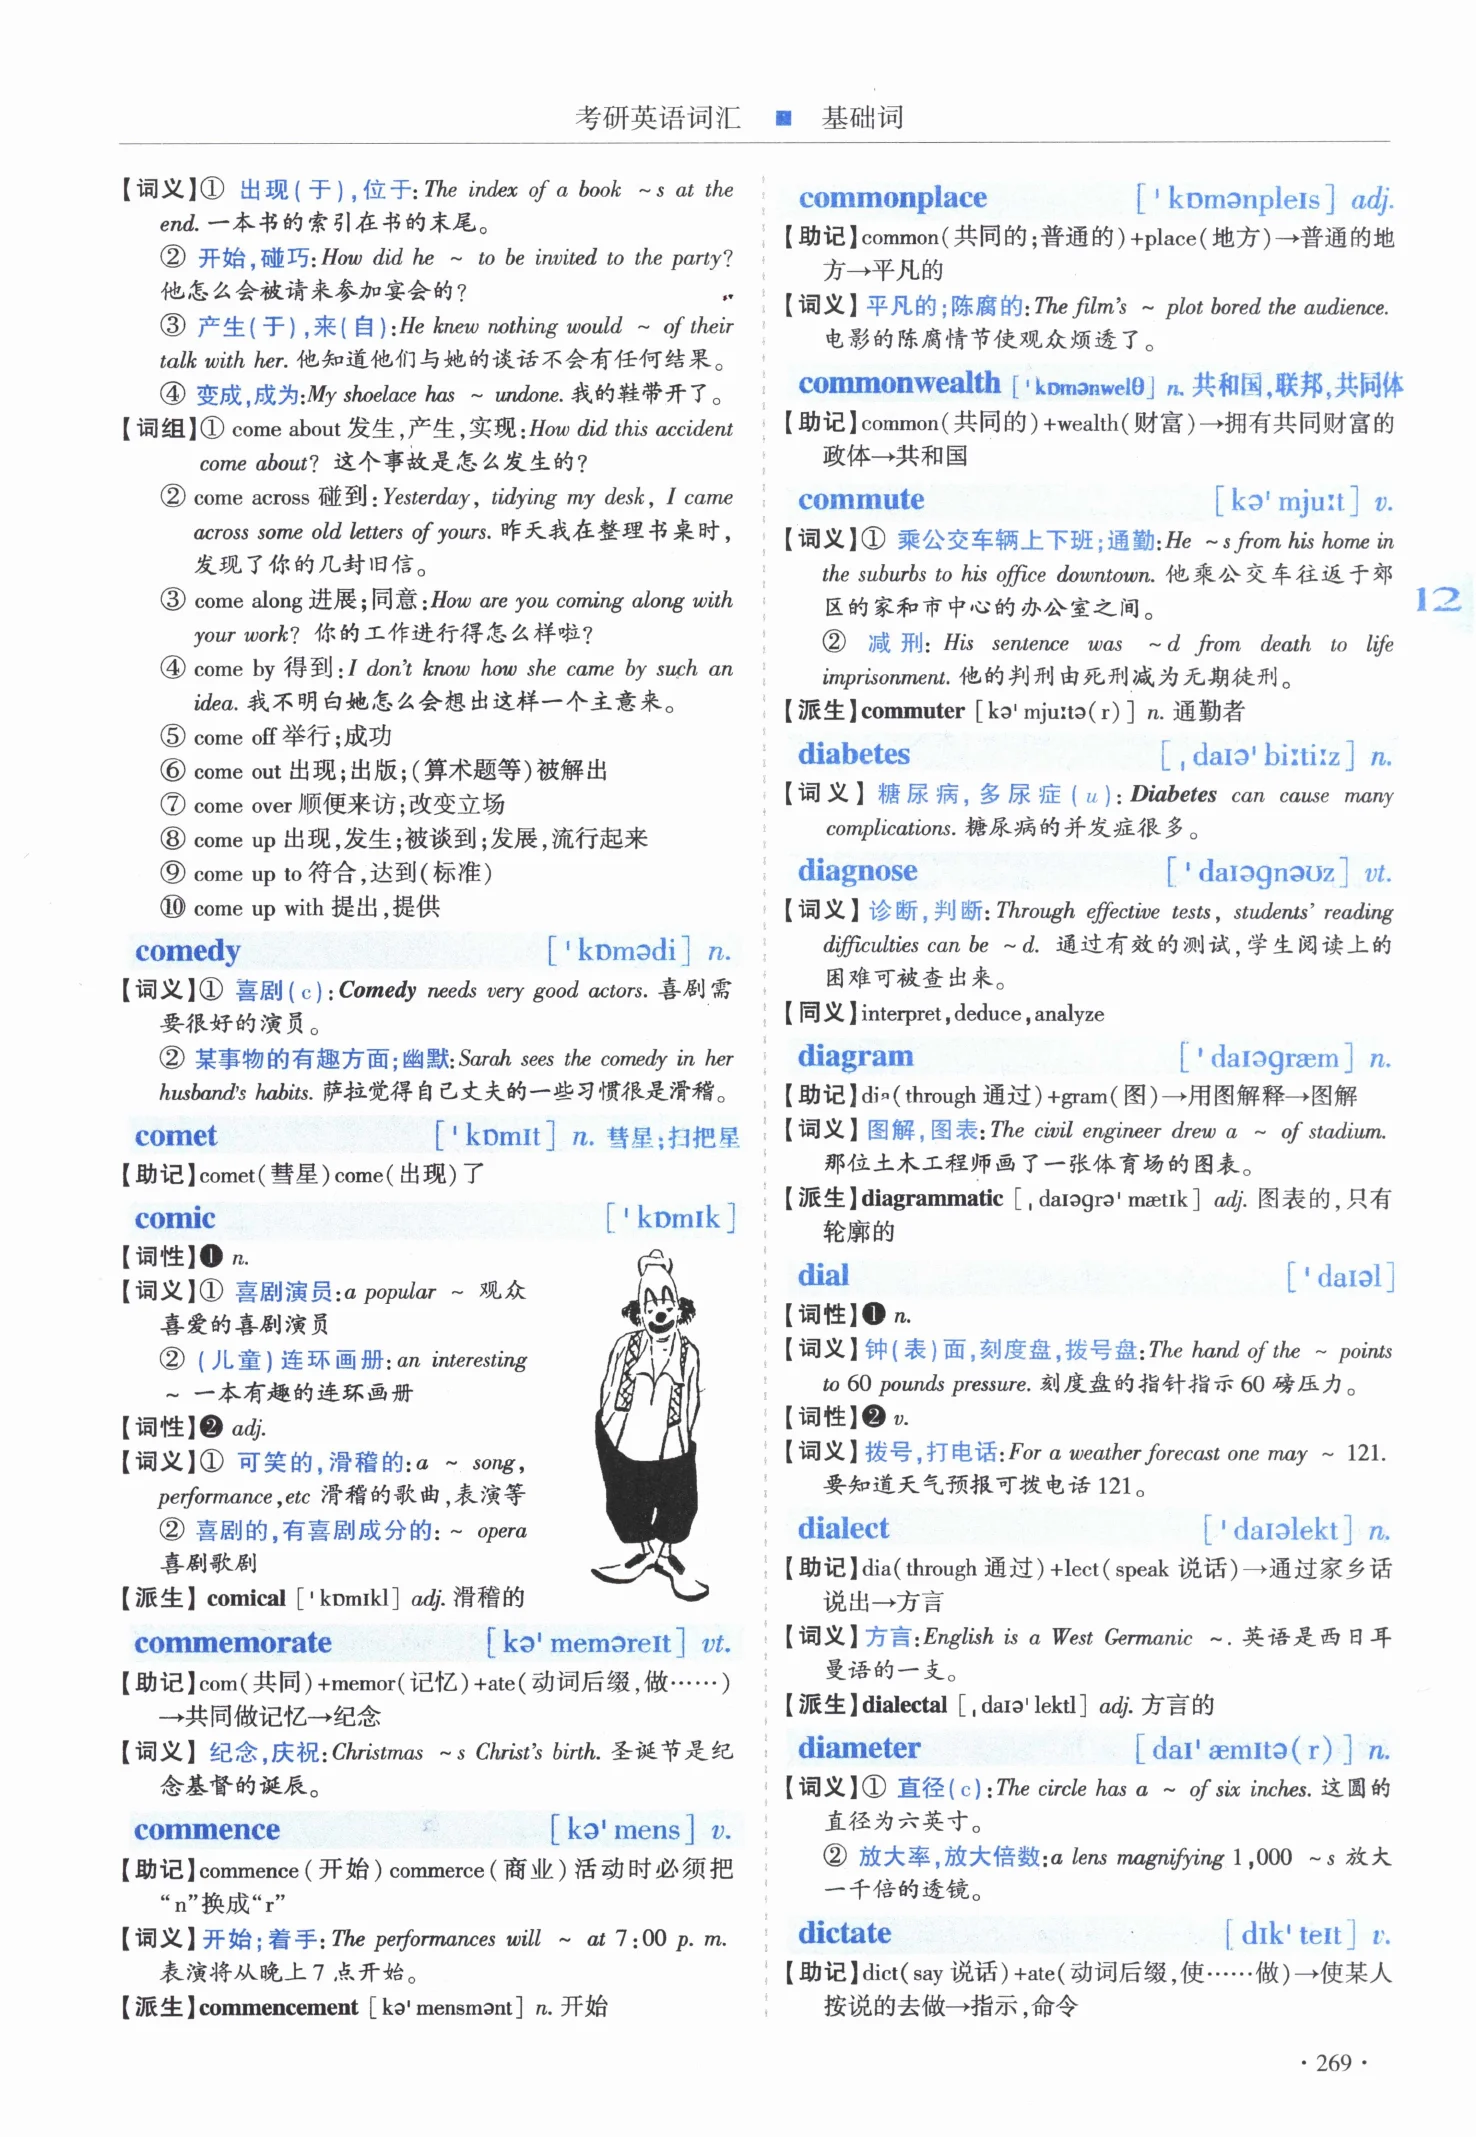 考研英语词汇 ■ 基础词
【词义】① 出现(于),位于:The index of a book ~s at the
end. 一本书的索引在书的末尾。
② 开始,碰巧:How did he ~ to be invited to the party?
他怎么会被请来参加宴会的?
③ 产生(于),来(自):He knew nothing would ~ of their
talk with her. 他知道他们与她的谈话不会有任何结果。
④ 变成,成为:My shoelace has ~ undone. 我的鞋带开了。
【词组】① come about 发生,产生,实现:How did this accident
come about? 这个事故是怎么发生的?
② come across 碰到:Yesterday, tidying my desk, I came
across some old letters of yours. 昨天我在整理书桌时,
发现了你的几封旧信。
③ come along 进展;同意:How are you coming along with
your work? 你的工作进行得怎么样啦?
④ come by 得到:I don't know how she came by such an
idea. 我不明白她怎么会想出这样一个主意来。
⑤ come off 举行;成功
⑥ come out 出现;出版;(算术题等)被解出
⑦ come over 顺便来访;改变立场
⑧ come up 出现,发生;被谈到;发展,流行起来
⑨ come up to 符合,达到(标准)
⑩ come up with 提出,提供
comedy [ˈkɒmədi] n.
【词义】① 喜剧(c):Comedy needs very good actors. 喜剧需
要很好的演员。
② 某事物的有趣方面;幽默:Sarah sees the comedy in her
husband's habits. 萨拉觉得自己丈夫的一些习惯很是滑稽。
comet [ˈkɒmɪt] n. 彗星;扫把星
【助记】comet(彗星)come(出现)了
comic [ˈkɒmɪk]
【词性】❶ n.
【词义】① 喜剧演员:a popular ~ 观众
喜爱的喜剧演员
② (儿童)连环画册:an interesting
~ 一本有趣的连环画册
【词性】❷ adj.
【词义】① 可笑的,滑稽的:a ~ song,
performance,etc 滑稽的歌曲,表演等
② 喜剧的,有喜剧成分的: ~ opera
喜剧歌剧
【派生】 comical [ˈkɒmɪkl] adj. 滑稽的
commemorate [kəˈmeməreɪt] vt.
【助记】com(共同)+memor(记忆)+ate(动词后缀,做……)
→共同做记忆→纪念
【词义】 纪念,庆祝:Christmas ~s Christ's birth. 圣诞节是纪
念基督的诞辰。
commence [kəˈmens] v.
【助记】commence(开始) commerce(商业)活动时必须把
“n”换成“r”
【词义】 开始;着手:The performances will ~ at 7:00 p. m.
表演将从晚上7点开始。
【派生】commencement [kəˈmensmənt] n. 开始
commonplace [ˈkɒmənpleɪs] adj.
【助记】common(共同的;普通的)+place(地方)→普通的地
方→平凡的
【词义】 平凡的;陈腐的:The film's ~ plot bored the audience.
电影的陈腐情节使观众烦透了。
commonwealth [ˈkɒmənwelθ] n. 共和国,联邦,共同体
【助记】common(共同的)+wealth(财富)→拥有共同财富的
政体→共和国
commute [kəˈmjuːt] v.
【词义】① 乘公交车辆上下班;通勤:He ~s from his home in
the suburbs to his office downtown. 他乘公交车往返于郊
区的家和市中心的办公室之间。
② 减刑: His sentence was ~d from death to life
imprisonment. 他的判刑由死刑减为无期徒刑。
【派生】commuter [kəˈmjuːtə(r)] n. 通勤者
diabetes [ˌdaɪəˈbiːtiːz] n.
【词义】 糖尿病,多尿症(u): Diabetes can cause many
complications. 糖尿病的并发症很多。
diagnose [ˈdaɪəgnəʊz] vt.
【词义】 诊断,判断:Through effective tests, students' reading
difficulties can be ~d. 通过有效的测试,学生阅读上的
困难可被查出来。
【同义】interpret,deduce,analyze
diagram [ˈdaɪəgræm] n.
【助记】dia(through 通过)+gram(图)→用图解释→图解
【词义】 图解,图表:The civil engineer drew a ~ of stadium.
那位土木工程师画了一张体育场的图表。
【派生】diagrammatic [ˌdaɪəgrəˈmætɪk] adj. 图表的,只有
轮廓的
dial [ˈdaɪəl]
【词性】❶ n.
【词义】 钟(表)面,刻度盘,拨号盘:The hand of the ~ points
to 60 pounds pressure. 刻度盘的指针指示60磅压力。
【词性】❷ v.
【词义】 拨号,打电话:For a weather forecast one may ~ 121.
要知道天气预报可拨电话121。
dialect [ˈdaɪəlekt] n.
【助记】dia(through 通过)+lect(speak 说话)→通过家乡话
说出→方言
【词义】 方言:English is a West Germanic ~. 英语是西日耳
曼语的一支。
【派生】dialectal [ˌdaɪəˈlektl] adj. 方言的
diameter [daɪˈæmɪtə(r)] n.
【词义】① 直径(c):The circle has a ~ of six inches. 这圆的
直径为六英寸。
② 放大率,放大倍数:a lens magnifying 1,000 ~s 放大
一千倍的透镜。
dictate [dɪkˈteɪt] v.
【助记】dict(say 说话)+ate(动词后缀,使……做)→使某人
按说的去做→指示,命令
12
·269·